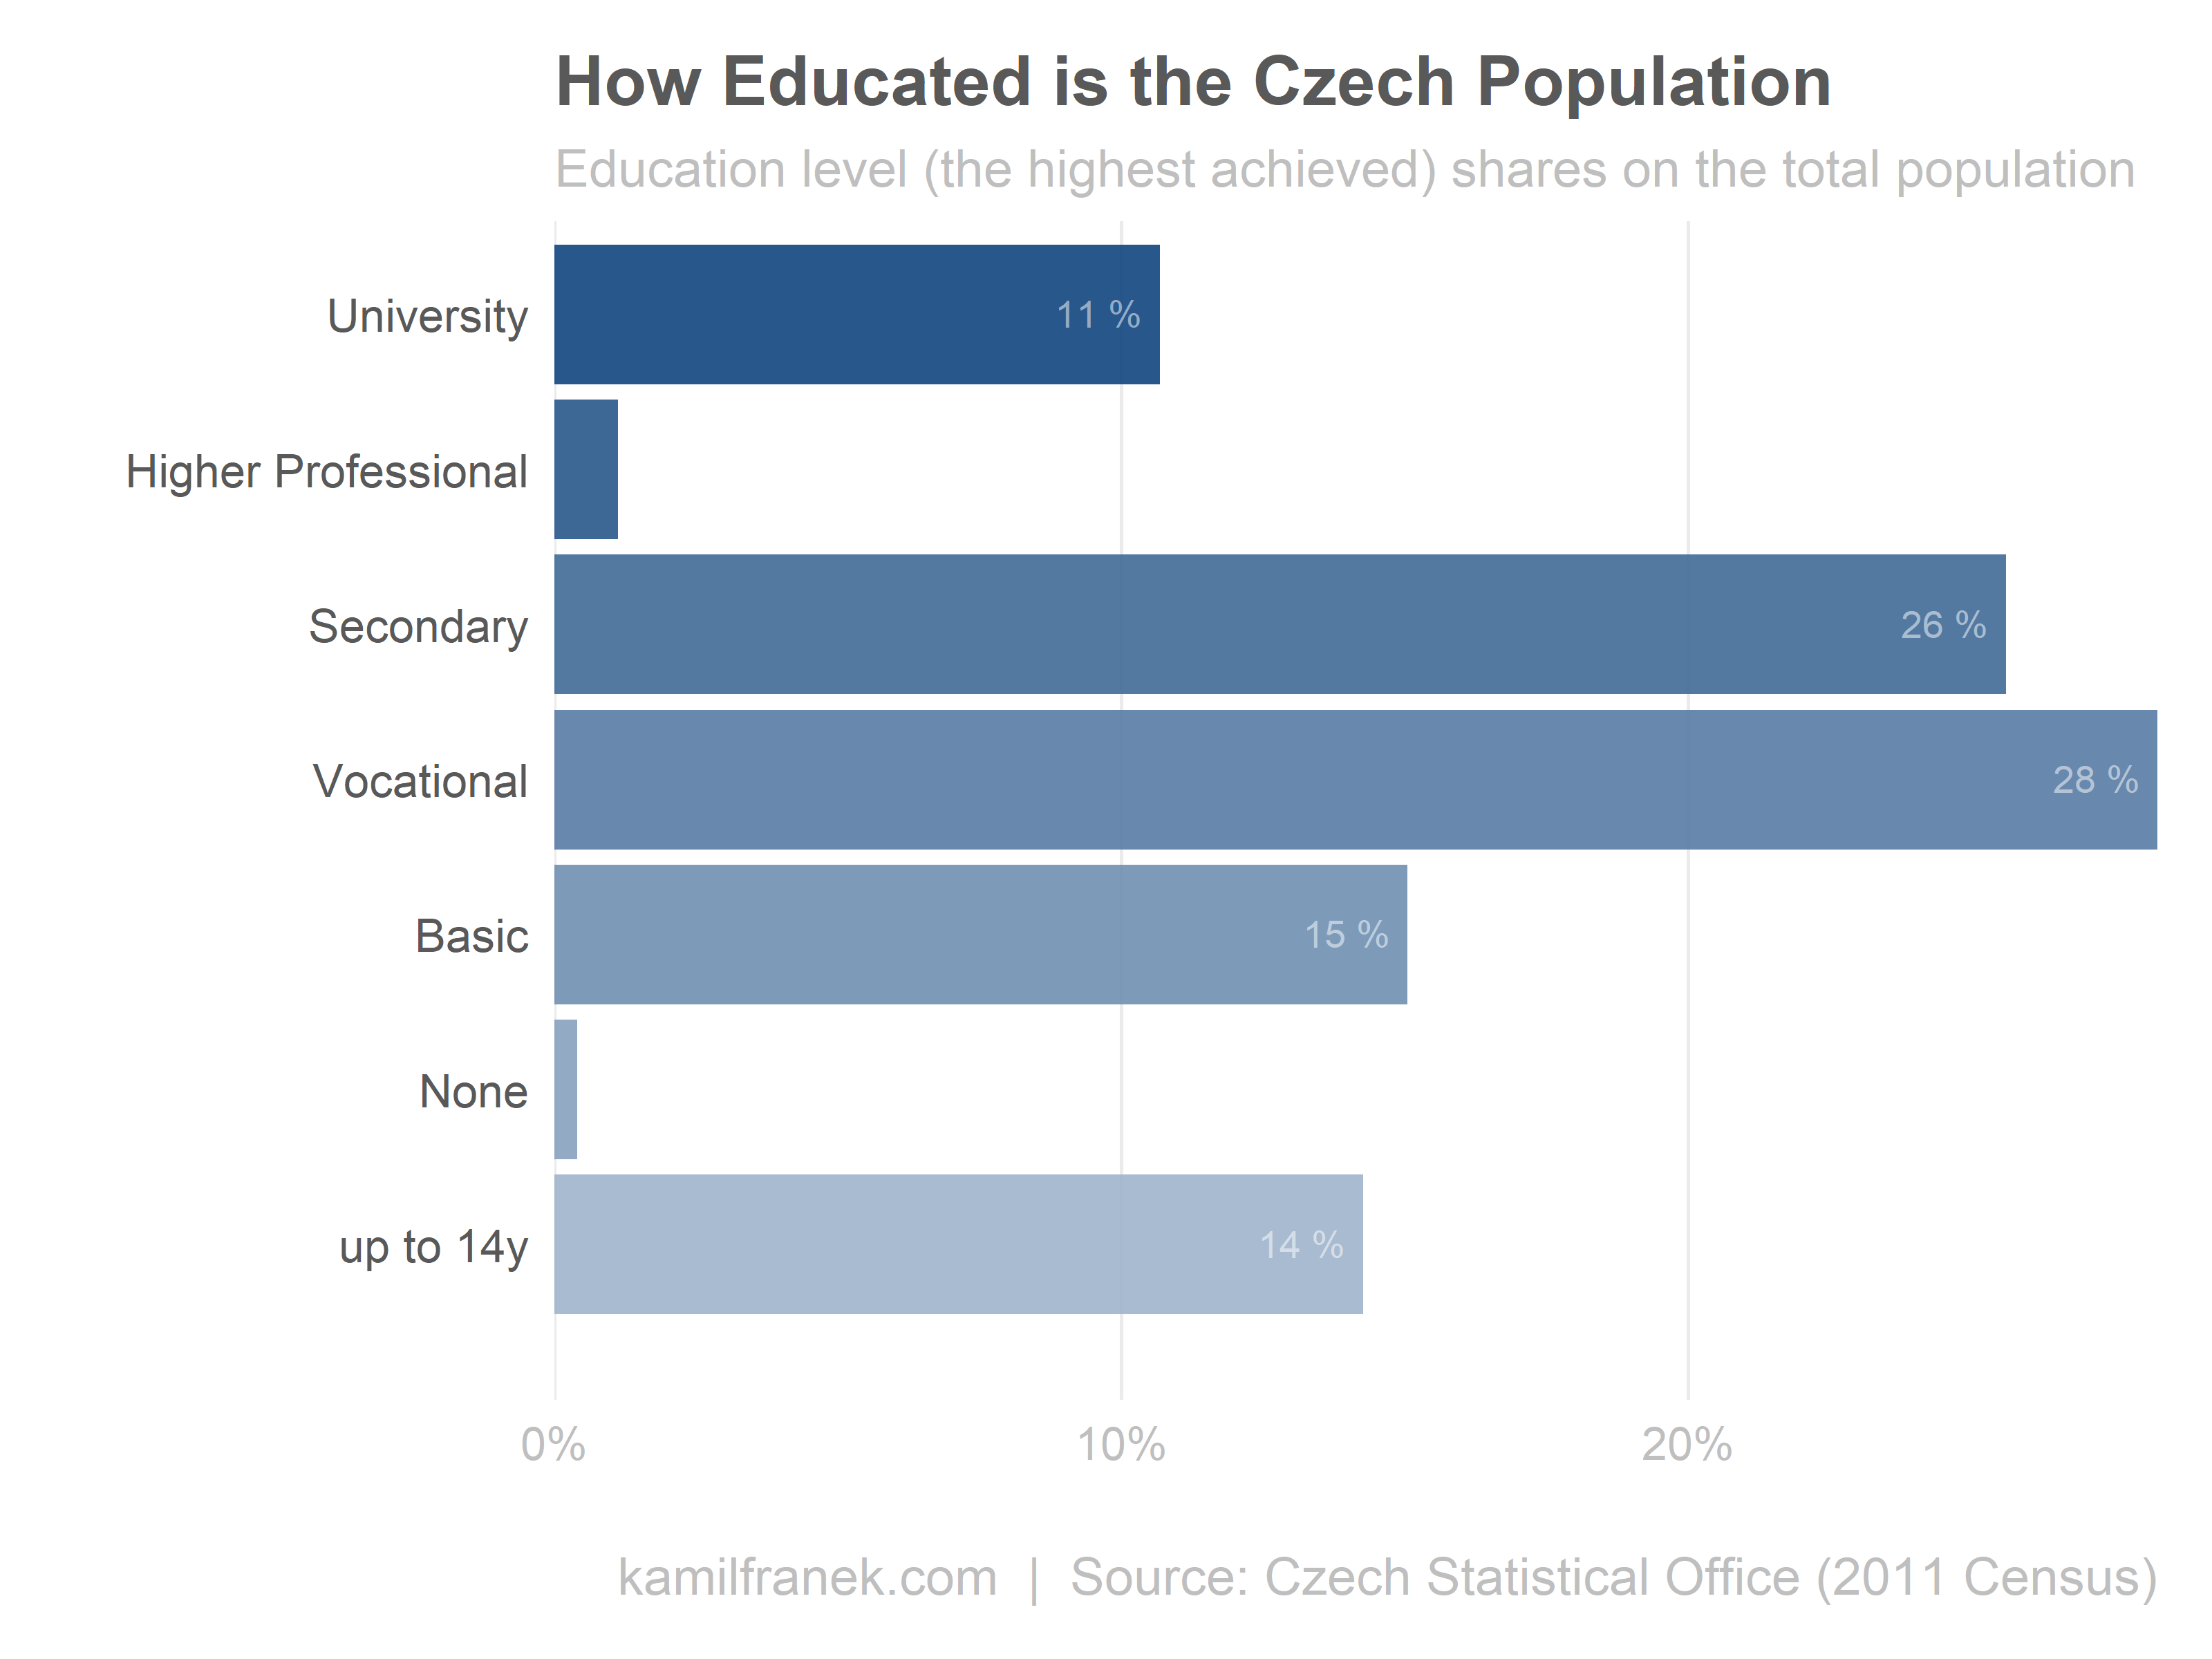 How Educated is the Czech Population
Education level (the highest achieved) shares on the total population
University
11 %
Higher Professional
Secondary
26 %
Vocational
28 %
Basic
15 %
None
up to 14y
14 %
0%
10%
20%
kamilfranek.com | Source: Czech Statistical Office (2011 Census)